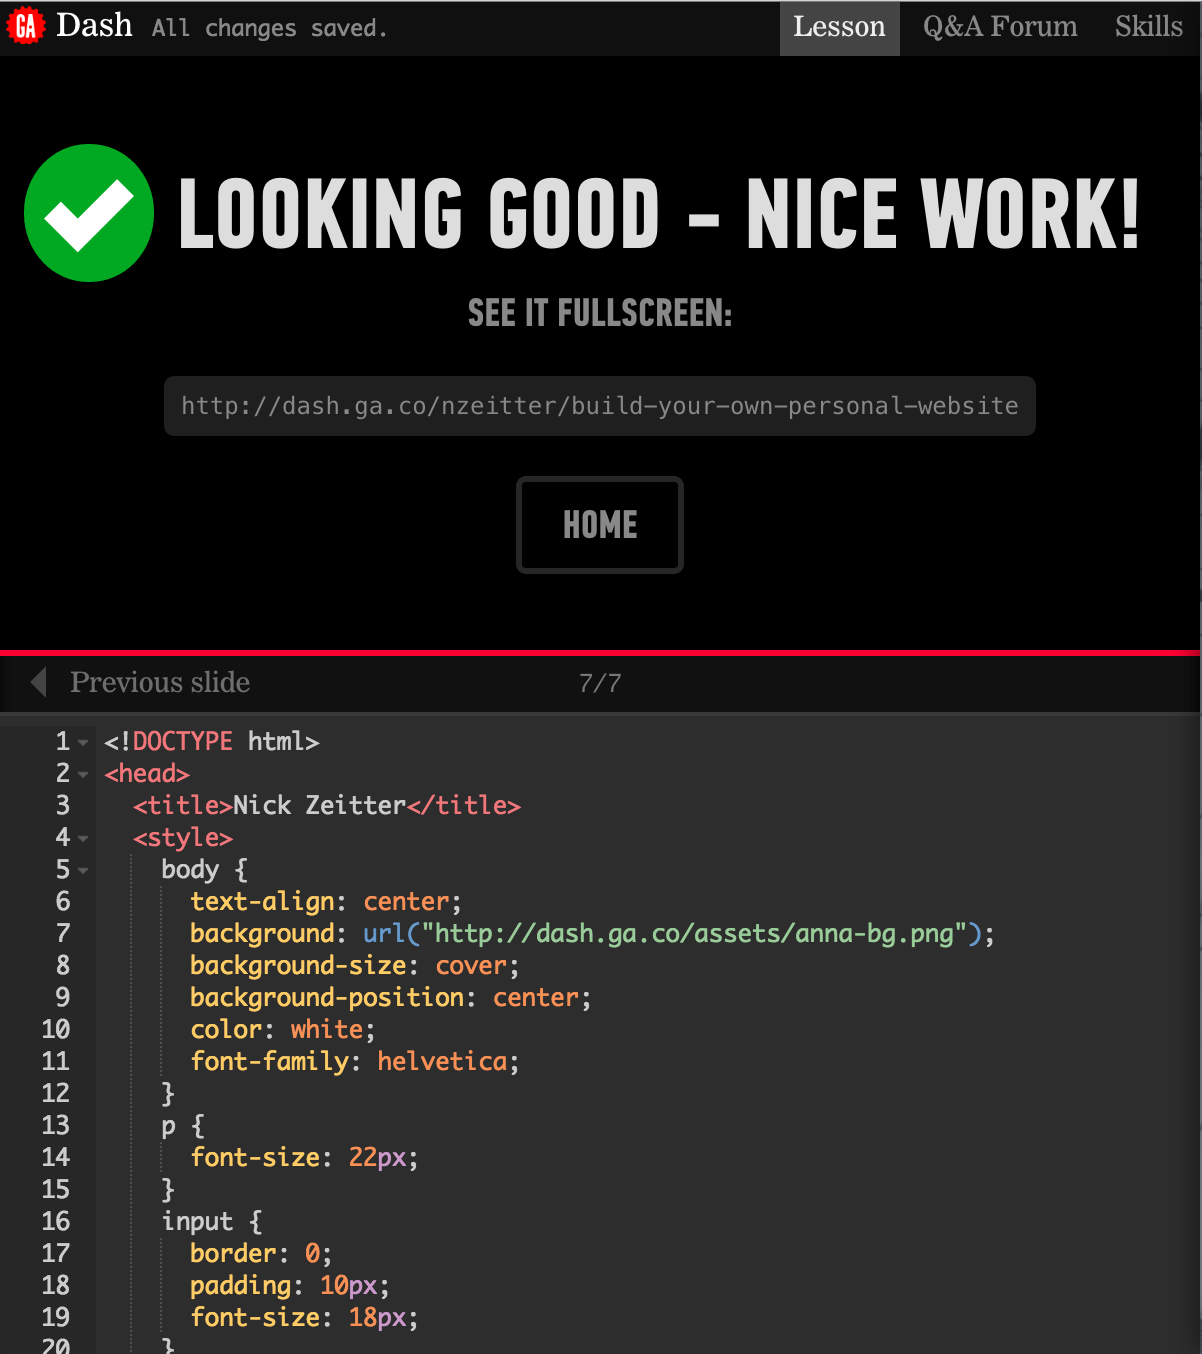 GA Dash All changes saved. Lesson Q&A Forum Skills
LOOKING GOOD - NICE WORK!
SEE IT FULLSCREEN:
http://dash.ga.co/nzeitter/build-your-own-personal-website
HOME
Previous slide 7/7
1 <!DOCTYPE html>
2 <head>
3 <title>Nick Zeitter</title>
4 <style>
5 body {
6 text-align: center;
7 background: url("http://dash.ga.co/assets/anna-bg.png");
8 background-size: cover;
9 background-position: center;
10 color: white;
11 font-family: helvetica;
12 }
13 p {
14 font-size: 22px;
15 }
16 input {
17 border: 0;
18 padding: 10px;
19 font-size: 18px;
20 }